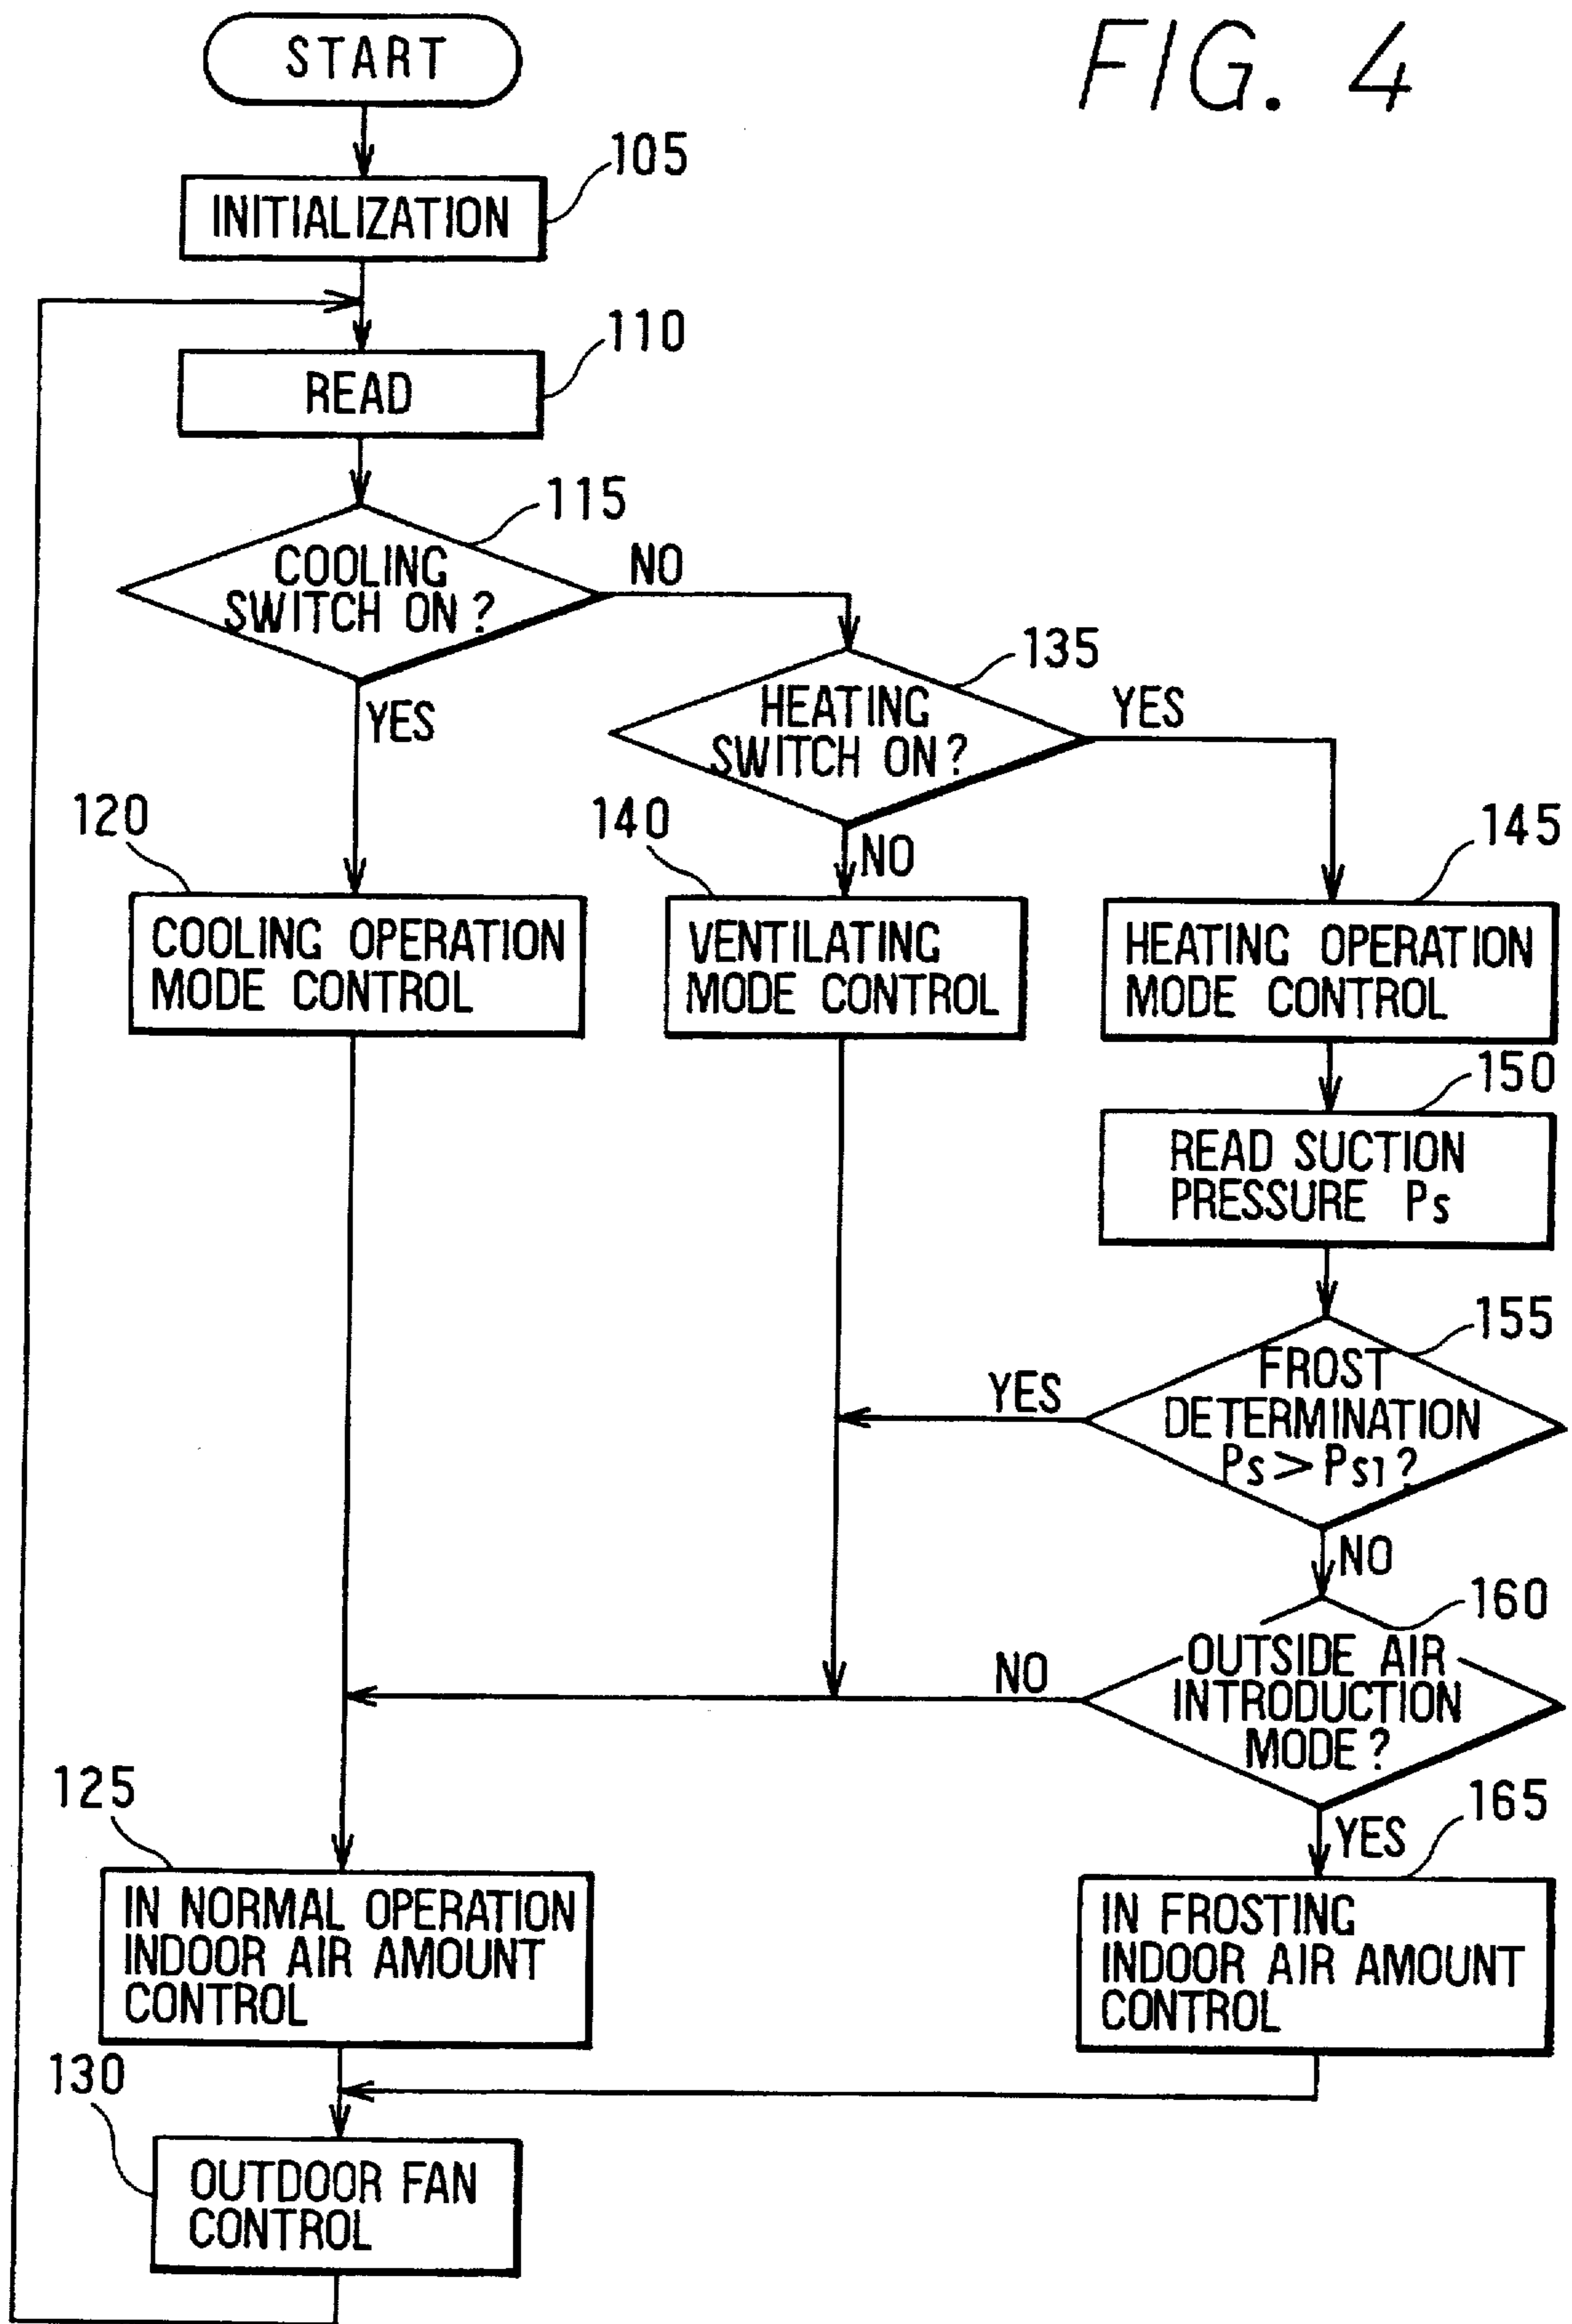 FIG. 4
START
105
INITIALIZATION
110
READ
115
COOLING
SWITCH ON?
NO
YES
135
HEATING
SWITCH ON?
YES
NO
120
COOLING OPERATION
MODE CONTROL
140
VENTILATING
MODE CONTROL
145
HEATING OPERATION
MODE CONTROL
150
READ SUCTION
PRESSURE Ps
155
FROST
DETERMINATION
Ps > Ps1?
YES
NO
160
OUTSIDE AIR
INTRODUCTION
MODE?
NO
YES
125
IN NORMAL OPERATION
INDOOR AIR AMOUNT
CONTROL
165
IN FROSTING
INDOOR AIR AMOUNT
CONTROL
130
OUTDOOR FAN
CONTROL